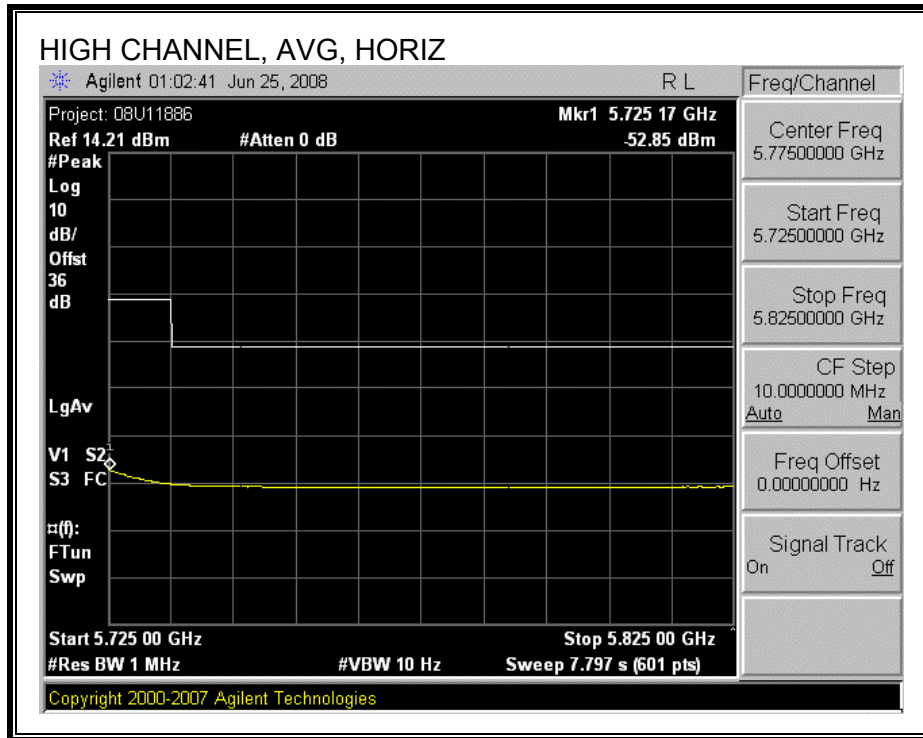 HIGH CHANNEL, AVG, HORIZ
Agilent 01:02:41 Jun 25, 2008 R L
Freq/Channel
Project: 08U11886 Mkr1 5.725 17 GHz
Ref 14.21 dBm #Atten 0 dB -52.85 dBm
#Peak
Log
10
dB/
Offst
36
dB
LgAv
V1 S2
S3 FC
¤(f):
FTun
Swp
1
Start 5.725 00 GHz Stop 5.825 00 GHz
#Res BW 1 MHz #VBW 10 Hz Sweep 7.797 s (601 pts)
Center Freq
5.77500000 GHz
Start Freq
5.72500000 GHz
Stop Freq
5.82500000 GHz
CF Step
10.0000000 MHz
Auto Man
Freq Offset
0.00000000 Hz
Signal Track
On Off
Copyright 2000-2007 Agilent Technologies